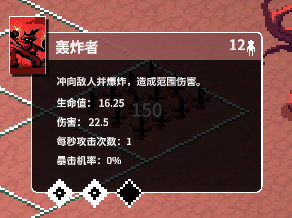 轰炸者 12
冲向敌人并爆炸，造成范围伤害。
生命值： 16.25
150
伤害： 22.5
每秒攻击次数： 1
暴击机率： 0%